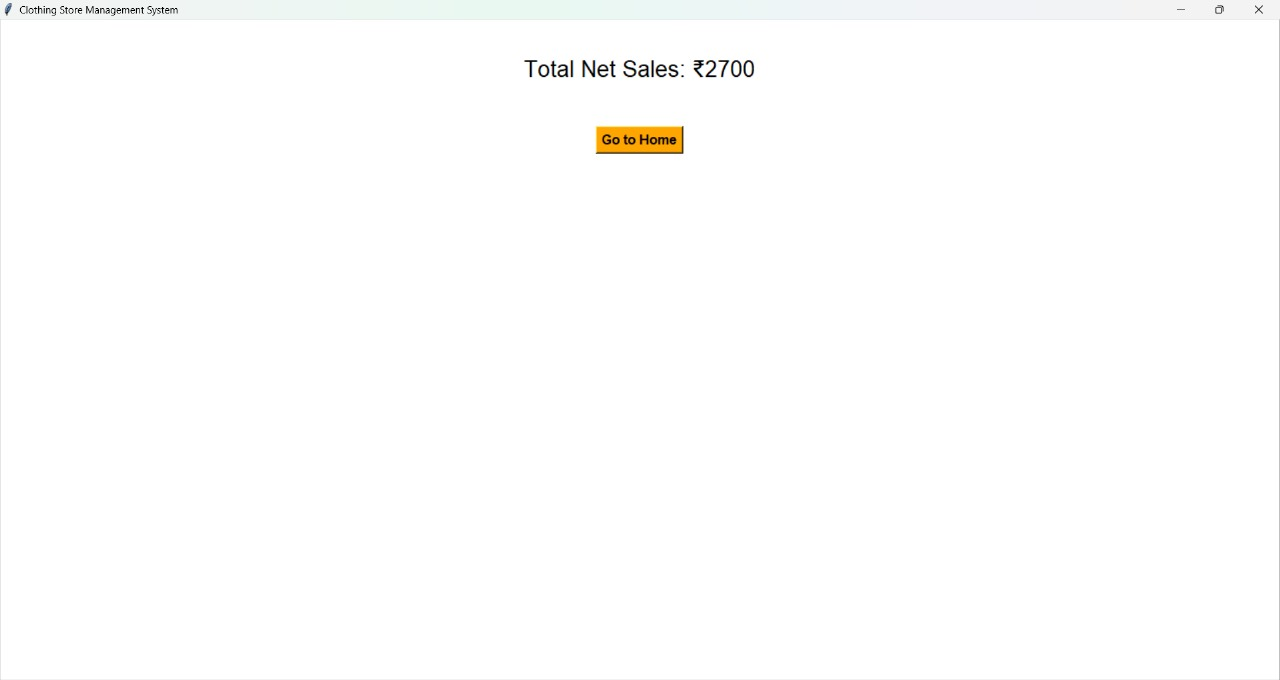 Clothing Store Management System
Total Net Sales: ₹2700
Go to Home